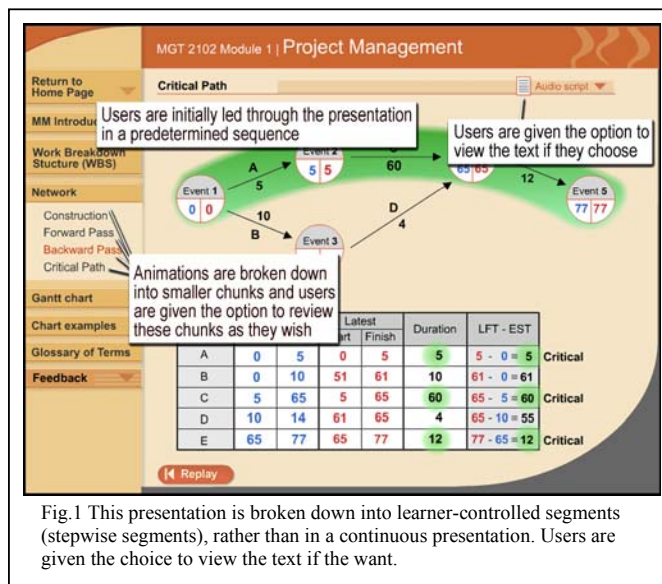 MGT 2102 Module 1 | Project Management
Return to
Home Page
Critical Path
Audio script
MM Introduc
Users are initially led through the presentation
in a predetermined sequence
Users are given the option to
view the text if they choose
Work Breakdown
Stucture (WBS)
Network
Construction
Forward Pass
Backward Pass
Critical Path
Gantt chart
Chart examples
Glossary of Terms
Feedback
Animations are broken down
into smaller chunks and users
are given the option to review
these chunks as they wish
Event 1
0 0
A
5
10
B
5 5
60
Event 3
D
4
65 65
12
Event 5
77 77
Latest
Finish Duration LFT - EST
A 0 5 0 5 5 5 - 0 = 5 Critical
B 0 10 51 61 10 61 - 0 = 61
C 5 65 5 65 60 65 - 5 = 60 Critical
D 10 14 61 65 4 65 - 10 = 55
E 65 77 65 77 12 77 - 65 = 12 Critical
Replay
Fig.1 This presentation is broken down into learner-controlled segments
(stepwise segments), rather than in a continuous presentation. Users are
given the choice to view the text if the want.